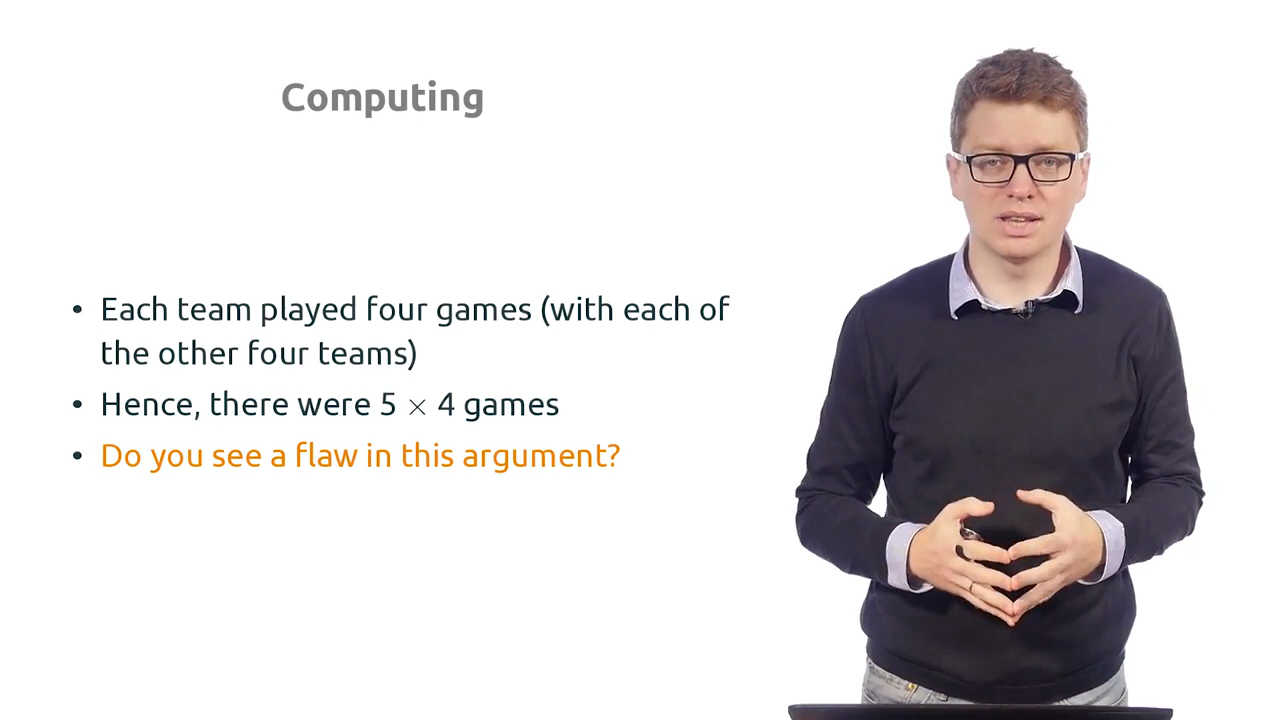 Computing
• Each team played four games (with each of
the other four teams)
• Hence, there were 5 × 4 games
• Do you see a flaw in this argument?